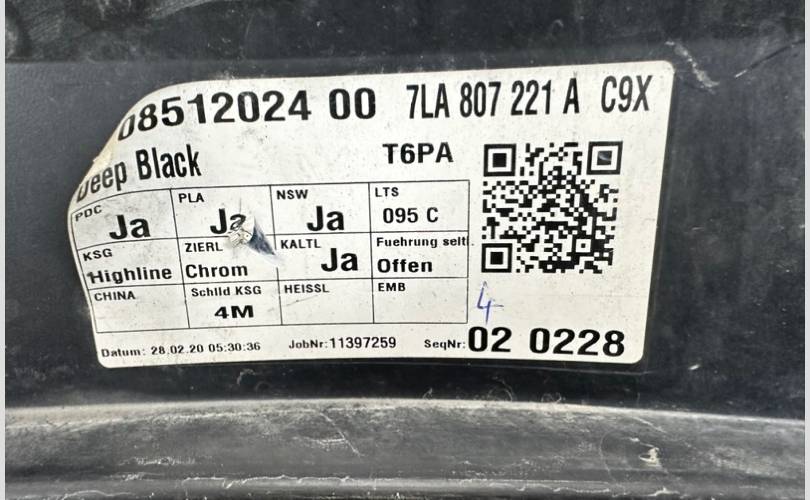 08512024 00 7LA 807 221 A C9X
Deep Black T6PA
PDC PLA NSW LTS
Ja Ja Ja 095 C
KSG ZIERL KALTL Fuehrung seitl.
Highline Chrom Ja Offen
CHINA Schild KSG HEISSL EMB
4M
4
Datum: 28.02.20 05:30:36 JobNr:11397259 SeqNr:02 0228